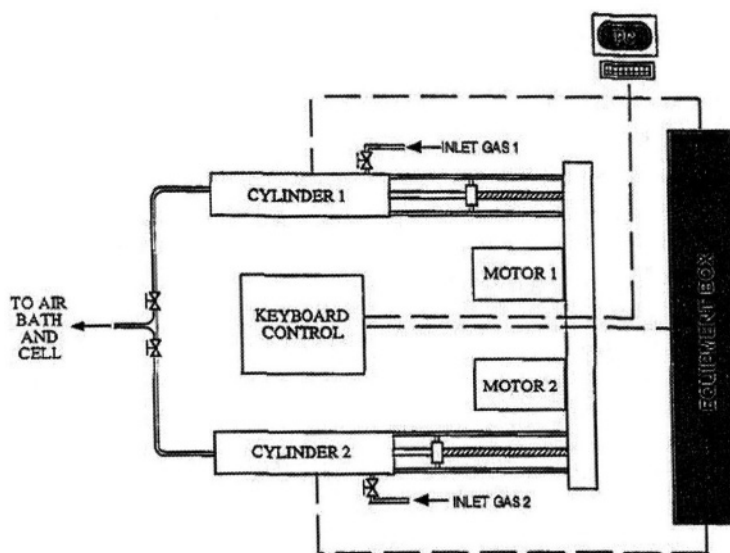 PC
INLET GAS 1
CYLINDER 1
MOTOR 1
TO AIR
BATH
AND
CELL
KEYBOARD
CONTROL
EQUIPMENT BOX
MOTOR 2
CYLINDER 2
INLET GAS 2